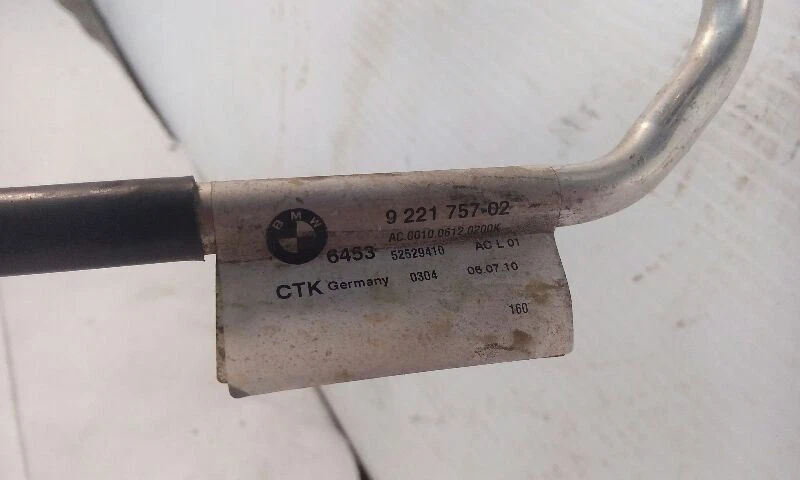 BMW
9 221 757-02
AC.0010.0612.0200K
6453 52529410 AC L 01
CTK Germany 0304 06.07.10
160